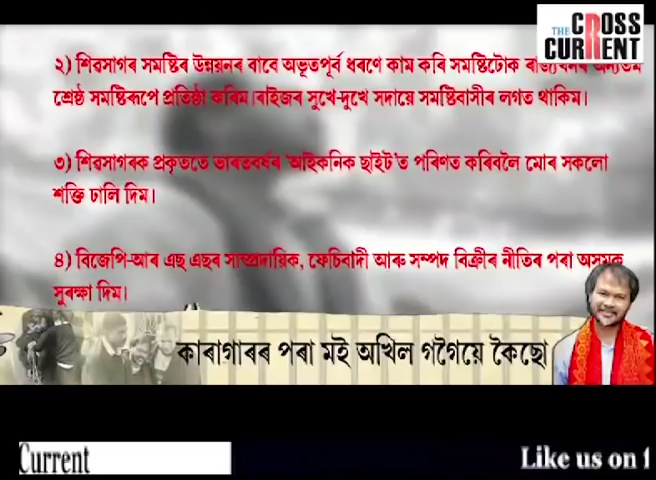 THE CROSS CURRENT
২) শিৱসাগৰ সমষ্টিৰ উন্নয়নৰ বাবে অভূতপূৰ্ব ধৰণে কাম কৰি সমষ্টিটোক ৰাজ্যখনৰ অন্যতম
শ্ৰেষ্ঠ সমষ্টিৰূপে প্ৰতিষ্ঠা কৰিম।ৰাইজৰ সুখে-দুখে সদায়ে সমষ্টিবাসীৰ লগত থাকিম।
৩) শিৱসাগৰক প্ৰকৃততে ভাৰতবৰ্ষৰ 'আইকনিক ছাইট'ত পৰিণত কৰিবলৈ মোৰ সকলো
শক্তি ঢালি দিম।
৪) বিজেপি-আৰ এছ এছৰ সাম্প্ৰদায়িক, ফেচিবাদী আৰু সম্পদ বিক্ৰীৰ নীতিৰ পৰা অসমক
সুৰক্ষা দিম।
কাৰাগাৰৰ পৰা মই অখিল গগৈয়ে কৈছো
Current
Like us on